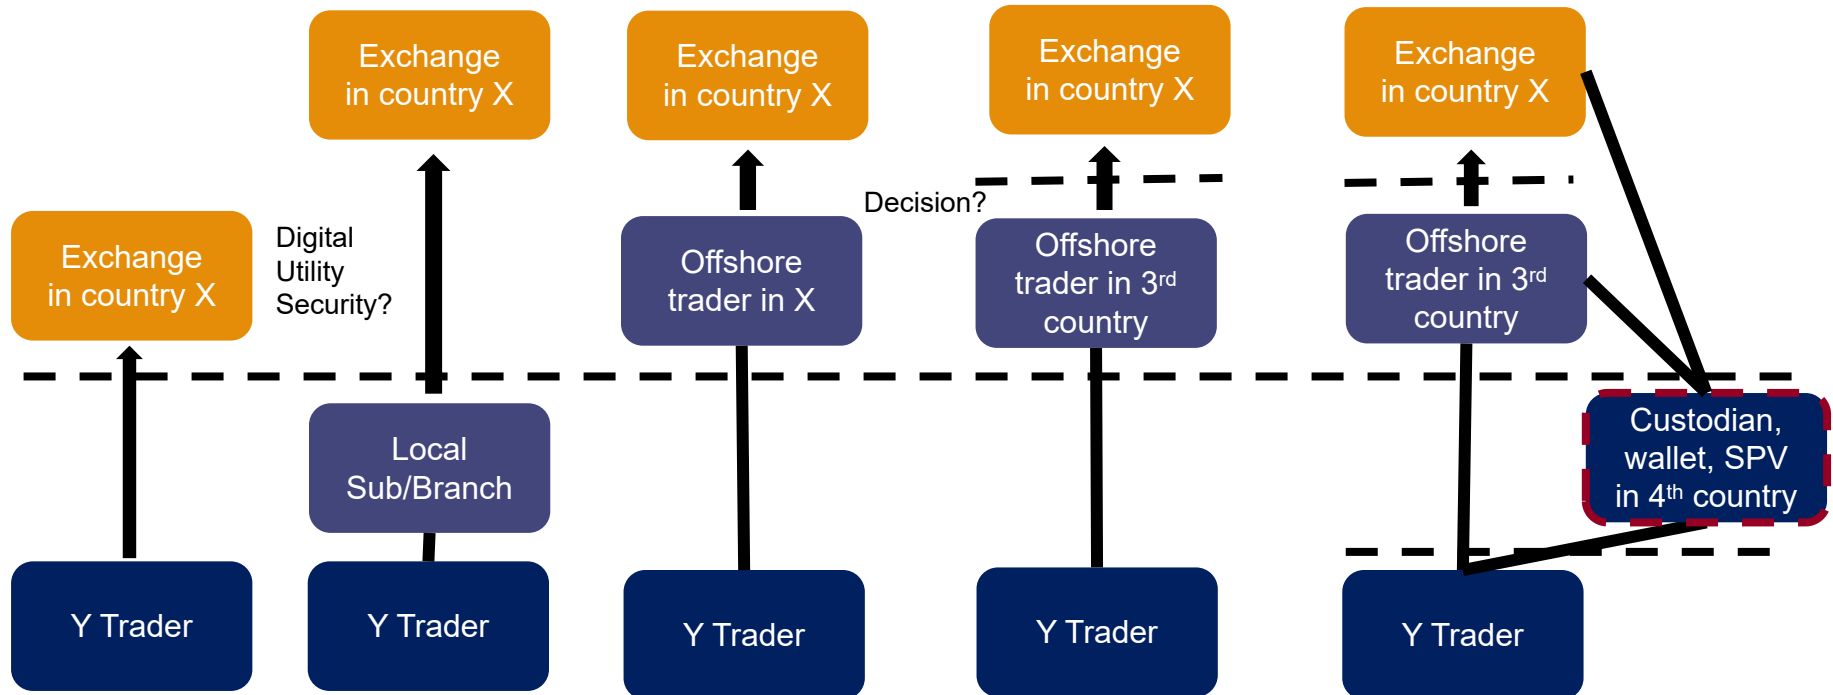 Exchange
in country X
Y Trader
Digital
Utility
Security?
Exchange
in country X
Local
Sub/Branch
Y Trader
Exchange
in country X
Offshore
trader in X
Y Trader
Decision?
Exchange
in country X
Offshore
trader in 3rd
country
Y Trader
Exchange
in country X
Offshore
trader in 3rd
country
Y Trader
Custodian,
wallet, SPV
in 4th country